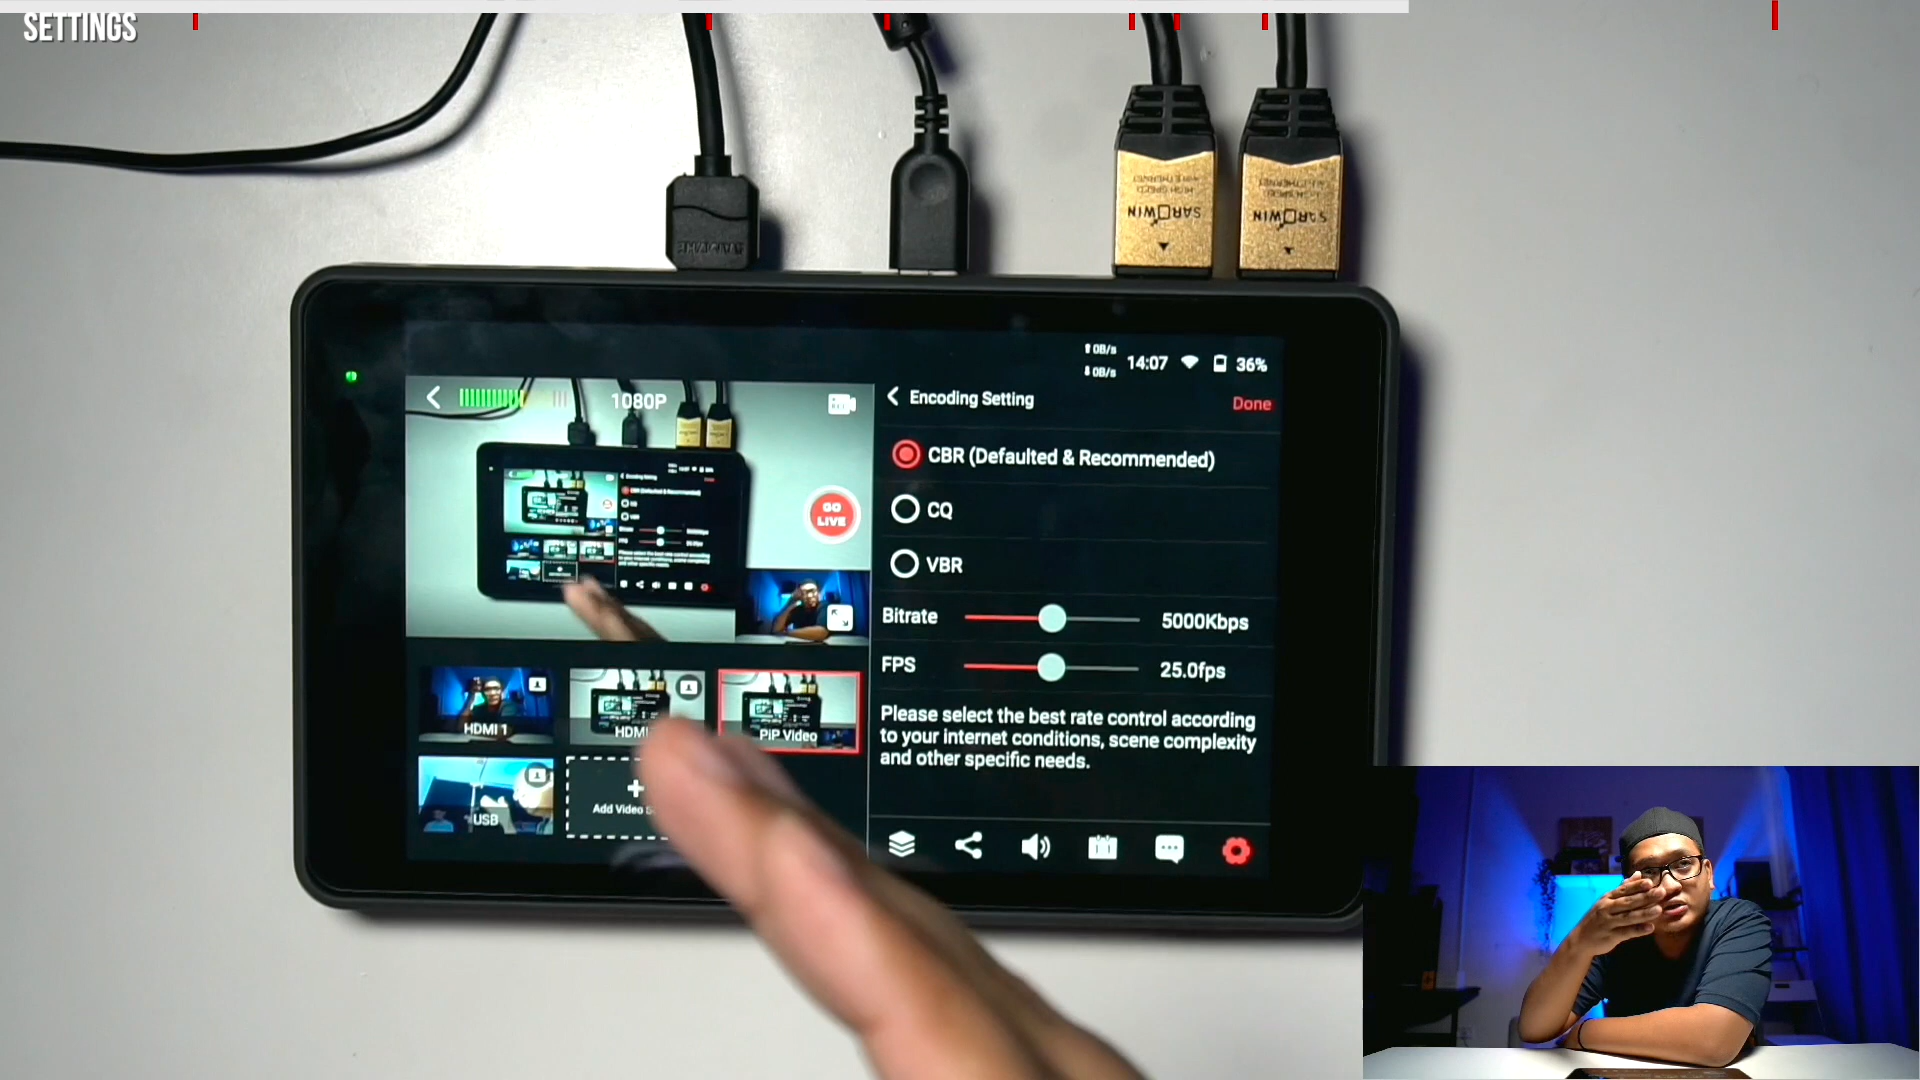 SETTINGS
HIGH SPEED
SAROWIN
SAROWIN
0B/s
0B/s
14:07
36%
1080P
Encoding Setting
Done
CBR (Defaulted & Recommended)
CQ
VBR
GO
LIVE
Bitrate
5000Kbps
FPS
25.0fps
Please select the best rate control according
to your internet conditions, scene complexity
and other specific needs.
HDMI 1
HDMI
PiP Video
USB
Add Video